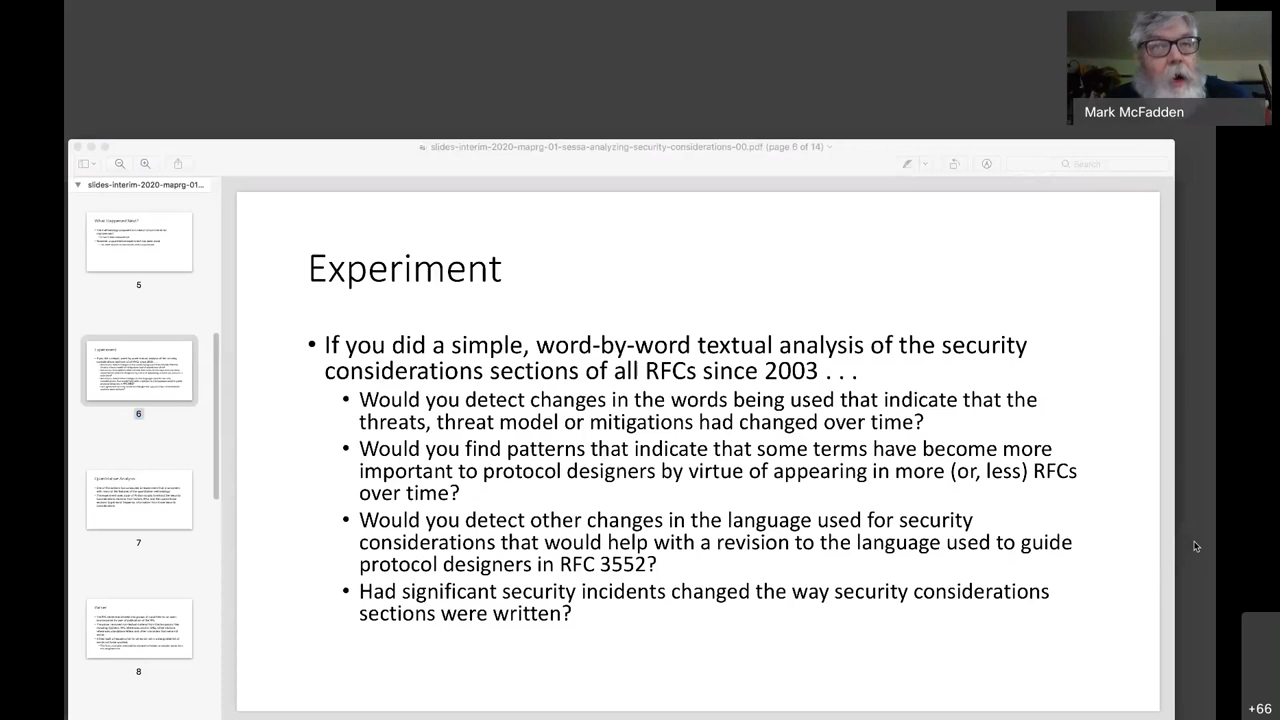 Mark McFadden
slides-interim-2020-maprg-01-sessa-analyzing-security-considerations-00.pdf (page 6 of 14)
Search
slides-interim-2020-maprg-01...
What Happened Next?
5
Experiment
6
Quantitative Analysis
7
Parser
8
Experiment
• If you did a simple, word-by-word textual analysis of the security
considerations sections of all RFCs since 2003 . .
• Would you detect changes in the words being used that indicate that the
threats, threat model or mitigations had changed over time?
• Would you find patterns that indicate that some terms have become more
important to protocol designers by virtue of appearing in more (or, less) RFCs
over time?
• Would you detect other changes in the language used for security
considerations that would help with a revision to the language used to guide
protocol designers in RFC 3552?
• Had significant security incidents changed the way security considerations
sections were written?
+66